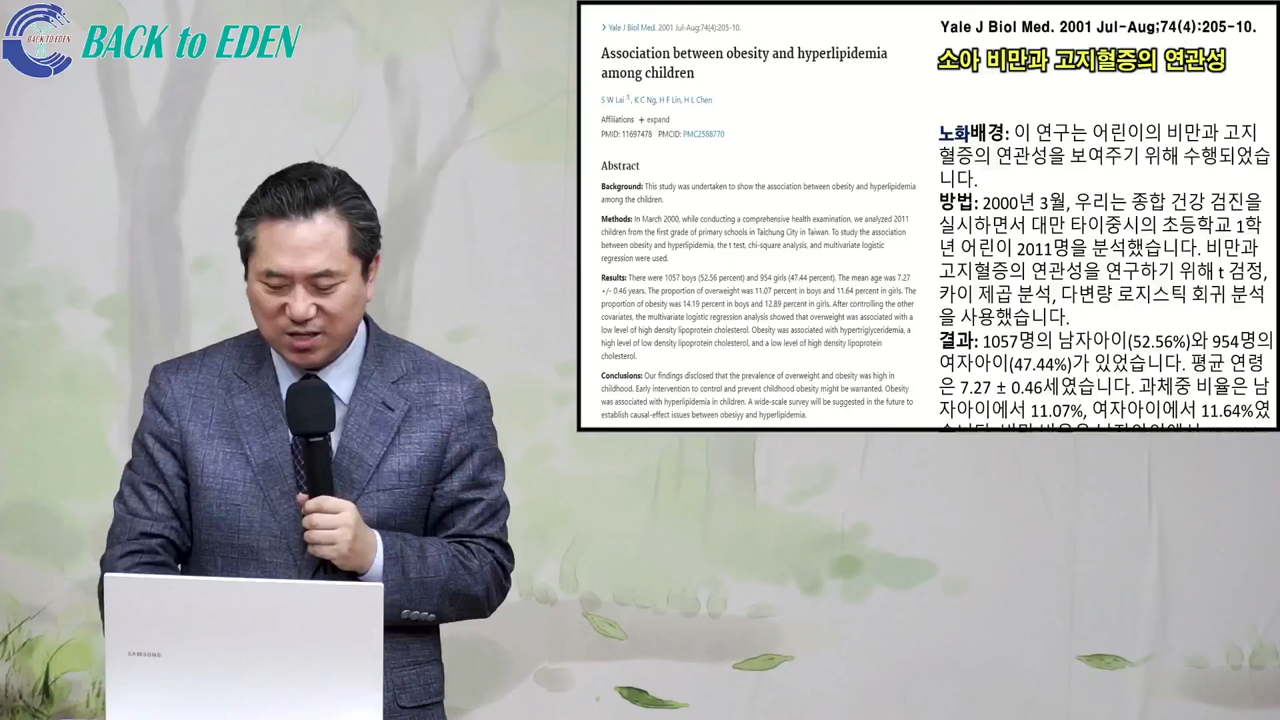 BACK to EDEN
BACK to EDEN
Yale J Biol Med. 2001 Jul-Aug;74(4):205-10.
Association between obesity and hyperlipidemia
among children
S W Lai 1, K C Ng, H F Lin, H L Chen
Affiliations + expand
PMID: 11697478 PMCID: PMC2588770
Abstract
Background: This study was undertaken to show the association between obesity and hyperlipidemia
among the children.
Methods: In March 2000, while conducting a comprehensive health examination, we analyzed 2011
children from the first grade of primary schools in Taichung City in Taiwan. To study the association
between obesity and hyperlipidemia, the t test, chi-square analysis, and multivariate logistic
regression were used.
Results: There were 1057 boys (52.56 percent) and 954 girls (47.44 percent). The mean age was 7.27
+/- 0.46 years. The proportion of overweight was 11.07 percent in boys and 11.64 percent in girls. The
proportion of obesity was 14.19 percent in boys and 12.89 percent in girls. After controlling the other
covariates, the multivariate logistic regression analysis showed that overweight was associated with a
low level of high density lipoprotein cholesterol. Obesity was associated with hypertriglyceridemia, a
high level of low density lipoprotein cholesterol, and a low level of high density lipoprotein
cholesterol.
Conclusions: Our findings disclosed that the prevalence of overweight and obesity was high in
childhood. Early intervention to control and prevent childhood obesity might be warranted. Obesity
was associated with hyperlipidemia in children. A wide-scale survey will be suggested in the future to
establish causal-effect issues between obesiyy and hyperlipidemia.
Yale J Biol Med. 2001 Jul-Aug;74(4):205-10.
소아 비만과 고지혈증의 연관성
노화배경: 이 연구는 어린이의 비만과 고지
혈증의 연관성을 보여주기 위해 수행되었습
니다.
방법: 2000년 3월, 우리는 종합 건강 검진을
실시하면서 대만 타이중시의 초등학교 1학
년 어린이 2011명을 분석했습니다. 비만과
고지혈증의 연관성을 연구하기 위해 t 검정,
카이 제곱 분석, 다변량 로지스틱 회귀 분석
을 사용했습니다.
결과: 1057명의 남자아이(52.56%)와 954명의
여자아이(47.44%)가 있었습니다. 평균 연령
은 7.27 ± 0.46세였습니다. 과체중 비율은 남
자아이에서 11.07%, 여자아이에서 11.64%였
SAMSUNG